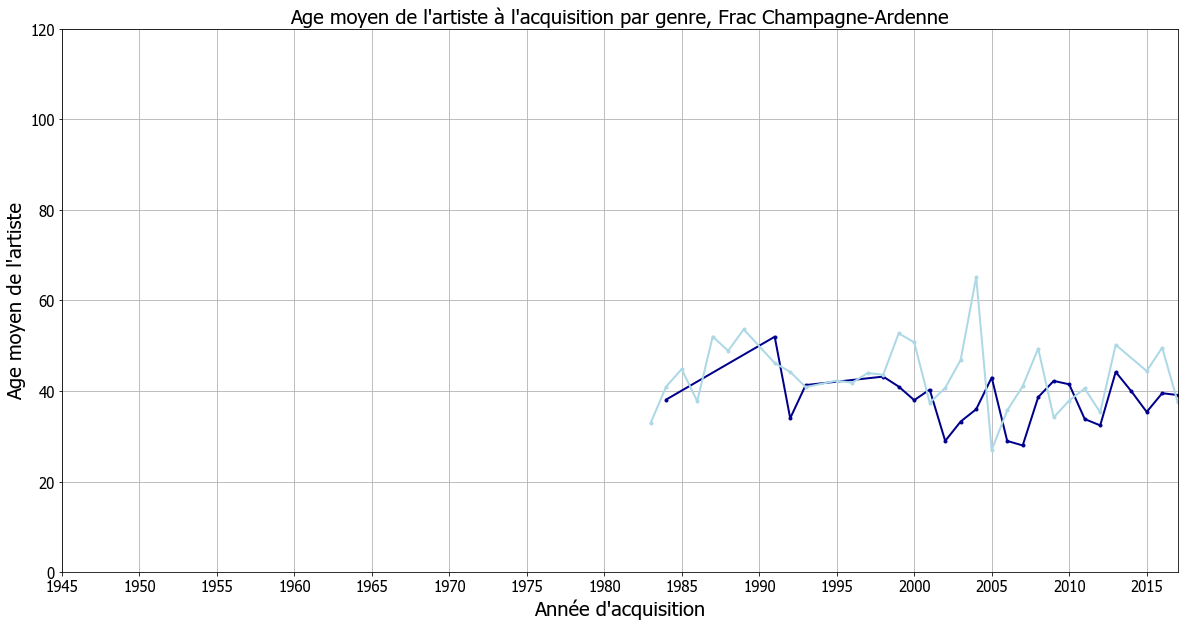 Age moyen de l'artiste à l'acquisition par genre, Frac Champagne-Ardenne
120
100
80
60
40
20
0
Age moyen de l'artiste
1945 1950 1955 1960 1965 1970 1975 1980 1985 1990 1995 2000 2005 2010 2015
Année d'acquisition